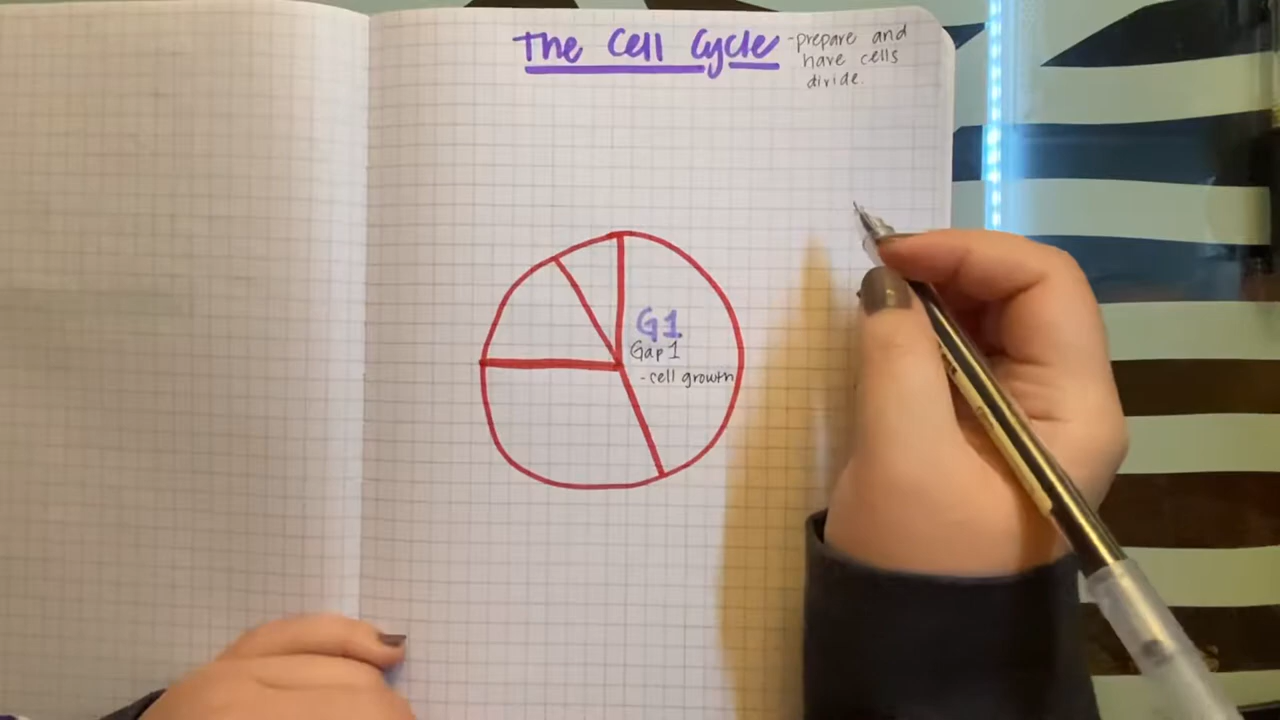 The Cell Cycle
-prepare and
have cells
divide.
G1
Gap 1
-cell growth